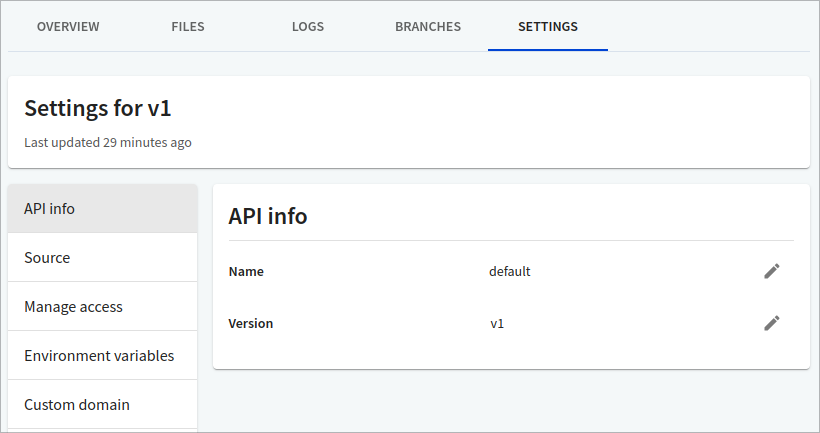 OVERVIEW FILES LOGS BRANCHES SETTINGS
Settings for v1
Last updated 29 minutes ago
API info
Source
Manage access
Environment variables
Custom domain
API info
Name default
Version v1